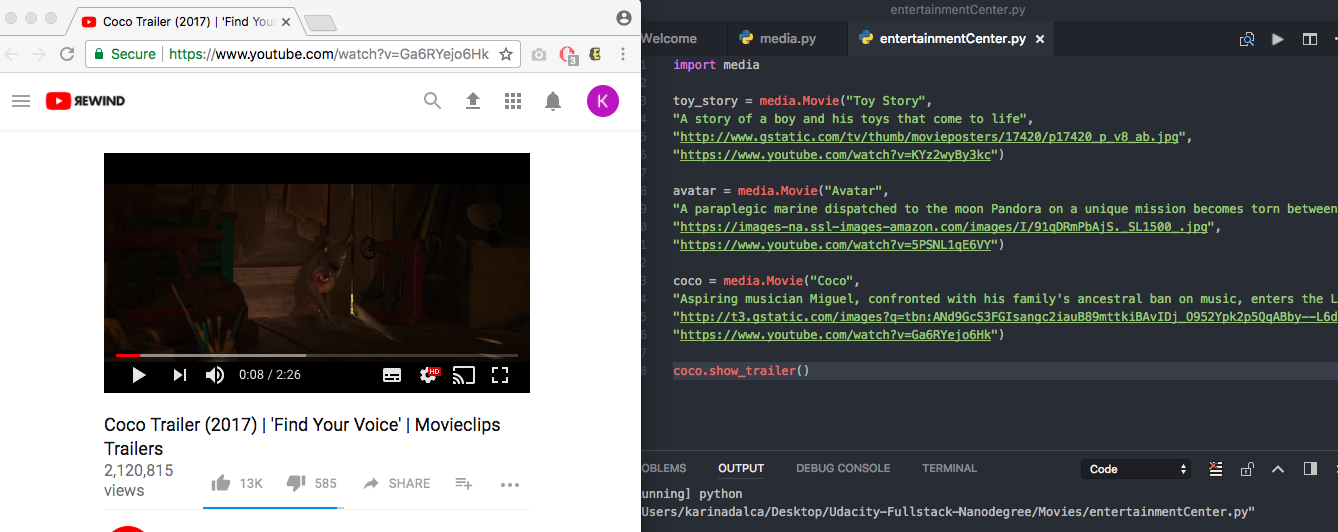 Coco Trailer (2017) | 'Find Your
Secure
https://www.youtube.com/watch?v=Ga6RYejo6Hk
3
REWIND
K
0:08 / 2:26
HD
Coco Trailer (2017) | 'Find Your Voice' | Movieclips
Trailers
2,120,815
views
13K
585
SHARE
entertainmentCenter.py
Welcome
media.py
entertainmentCenter.py
import media
toy_story = media.Movie("Toy Story",
"A story of a boy and his toys that come to life",
"http://www.gstatic.com/tv/thumb/movieposters/17420/p17420_p_v8_ab.jpg",
"https://www.youtube.com/watch?v=KYz2wyBy3kc")
avatar = media.Movie("Avatar",
"A paraplegic marine dispatched to the moon Pandora on a unique mission becomes torn between
"https://images-na.ssl-images-amazon.com/images/I/91qDRmPbAjS._SL1500_.jpg",
"https://www.youtube.com/watch?v=5PSNL1qE6VY")
coco = media.Movie("Coco",
"Aspiring musician Miguel, confronted with his family's ancestral ban on music, enters the L
"http://t3.gstatic.com/images?q=tbn:ANd9GcS3FGIsangc2iauB89mttkiBAvIDj_O952Ypk2p5QqABby--L6d
"https://www.youtube.com/watch?v=Ga6RYejo6Hk")
coco.show_trailer()
OBLEMS
OUTPUT
DEBUG CONSOLE
TERMINAL
Code
unning] python
Users/karinadalca/Desktop/Udacity-Fullstack-Nanodegree/Movies/entertainmentCenter.py"